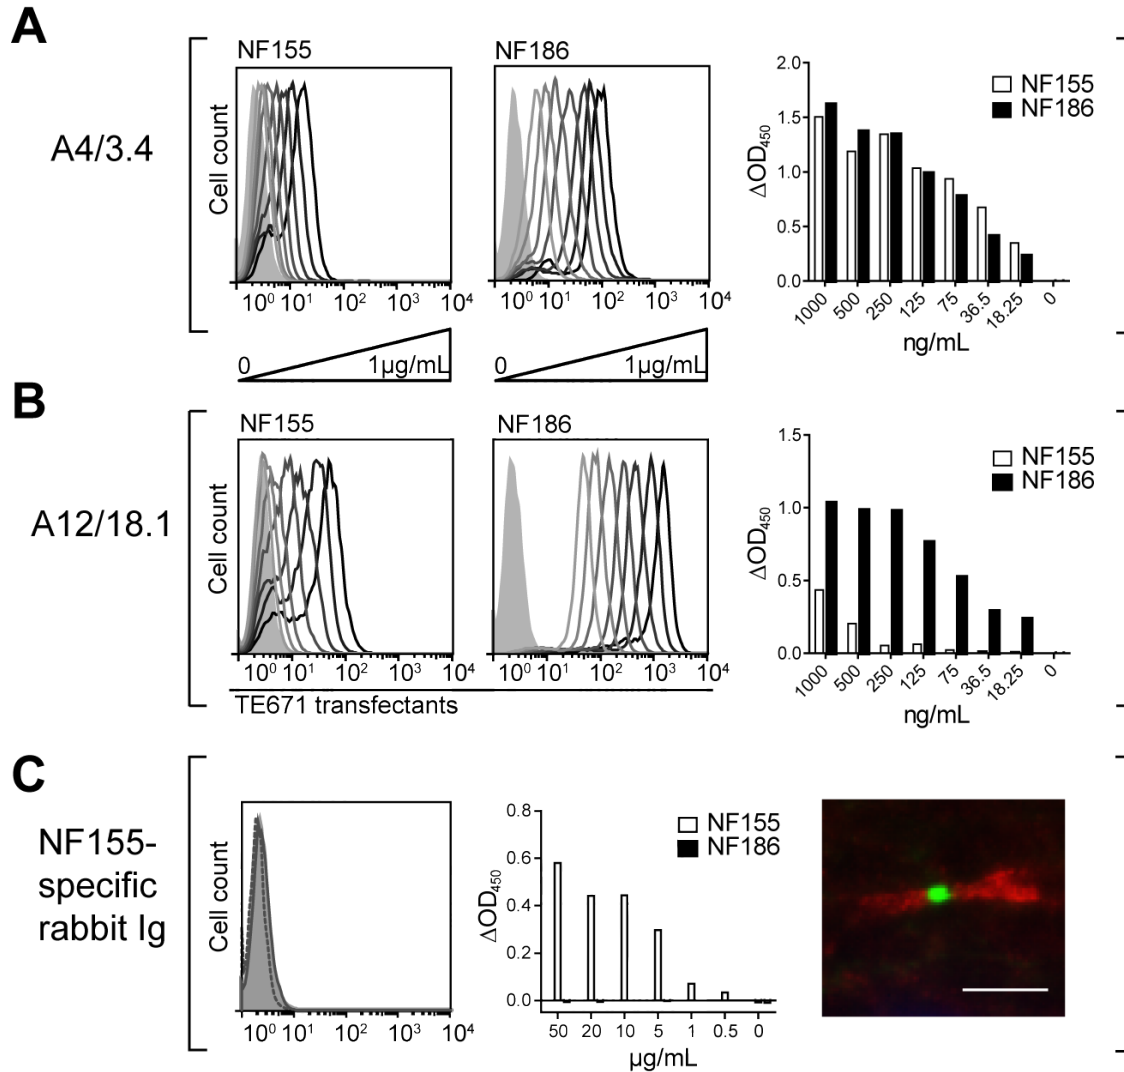 A
NF155
NF186
A4/3.4
Cell count
10⁰ 10¹ 10² 10³ 10⁴
10⁰ 10¹ 10² 10³ 10⁴
2.0
1.5
1.0
0.5
0.0
ΔOD₄₅₀
NF155
NF186
1000 500 250 125 75 36.5 18.25 0
ng/mL
0 1µg/mL
0 1µg/mL
B
NF155
NF186
A12/18.1
Cell count
10⁰ 10¹ 10² 10³ 10⁴
10⁰ 10¹ 10² 10³ 10⁴
TE671 transfectants
1.5
1.0
0.5
0.0
ΔOD₄₅₀
NF155
NF186
1000 500 250 125 75 36.5 18.25 0
ng/mL
C
NF155-
specific
rabbit Ig
Cell count
10⁰ 10¹ 10² 10³ 10⁴
0.8
0.6
0.4
0.2
0.0
ΔOD₄₅₀
NF155
NF186
50 20 10 5 1 0.5 0
µg/mL